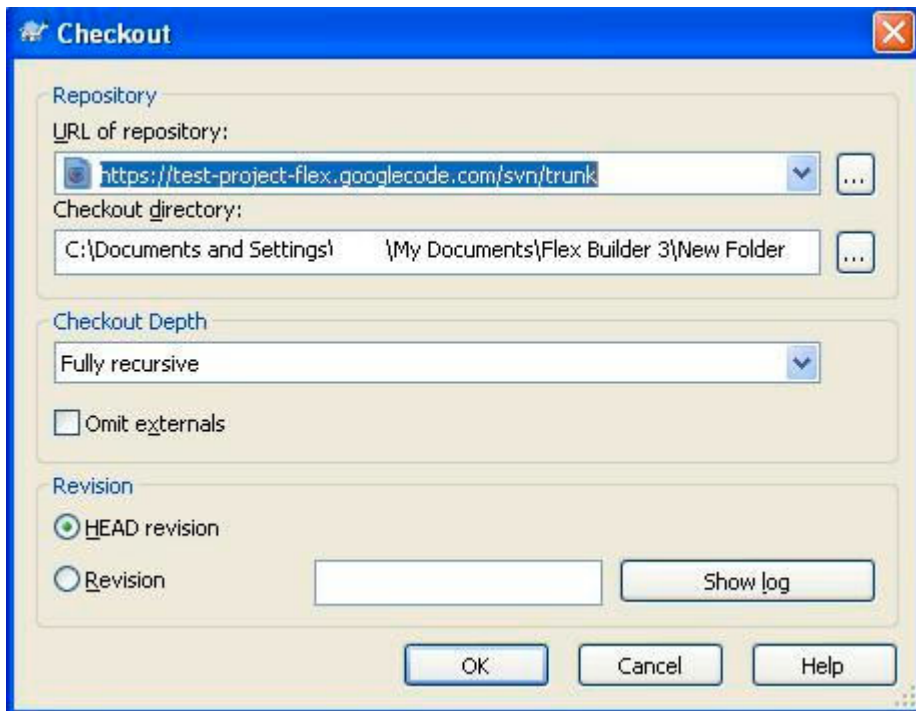 Checkout
Repository
URL of repository:
https://test-project-flex.googlecode.com/svn/trunk
...
Checkout directory:
C:\Documents and Settings\ \My Documents\Flex Builder 3\New Folder
...
Checkout Depth
Fully recursive
Omit externals
Revision
HEAD revision
Revision
Show log
OK
Cancel
Help